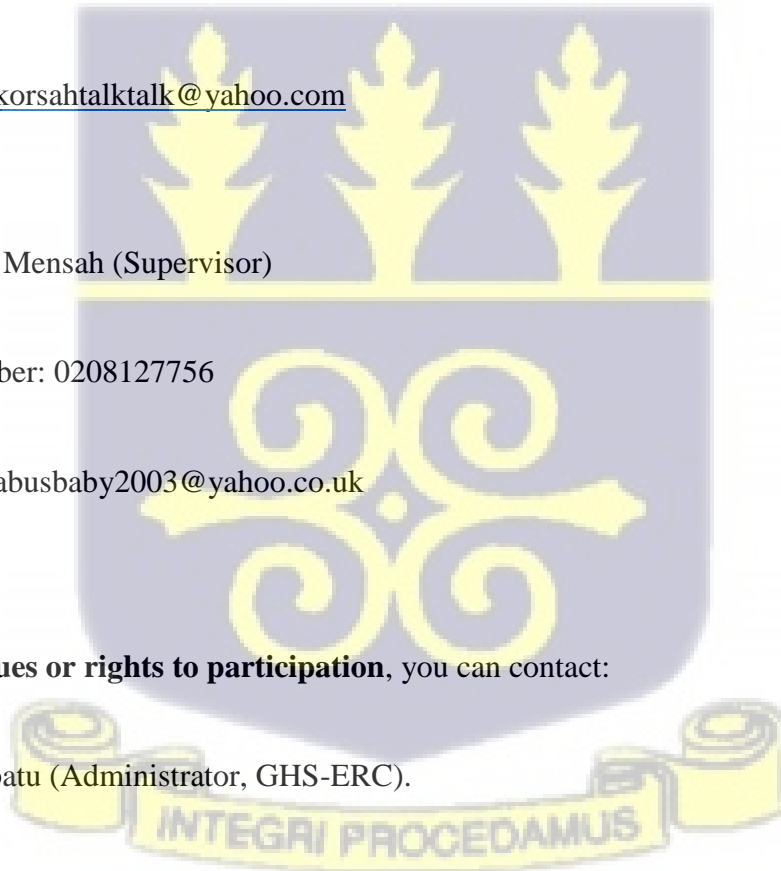 korsahtalktalk@yahoo.com
Mensah (Supervisor)
ber: 0208127756
abusbaby2003@yahoo.co.uk
ues or rights to participation, you can contact:
batu (Administrator, GHS-ERC).
INTEGRI PROCEDAMUS